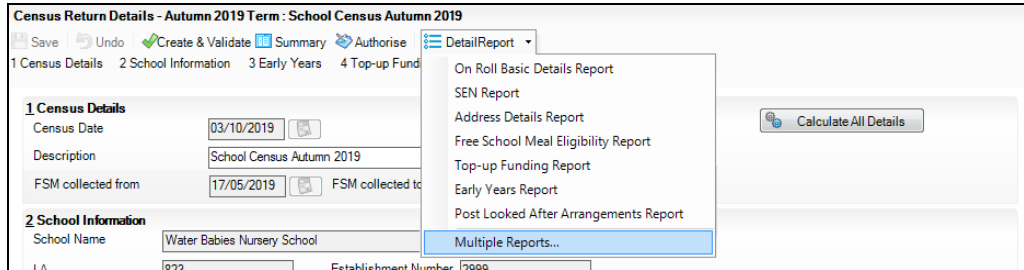 Census Return Details - Autumn 2019 Term : School Census Autumn 2019
Save Undo Create & Validate Summary Authorise DetailReport
1 Census Details 2 School Information 3 Early Years 4 Top-up Fundi
On Roll Basic Details Report
SEN Report
Address Details Report
Free School Meal Eligibility Report
Top-up Funding Report
Early Years Report
Post Looked After Arrangements Report
Multiple Reports...
1 Census Details
Census Date 03/10/2019 Calculate All Details
Description School Census Autumn 2019
FSM collected from 17/05/2019 FSM collected to
2 School Information
School Name Water Babies Nursery School
LA 823 Establishment Number 2999